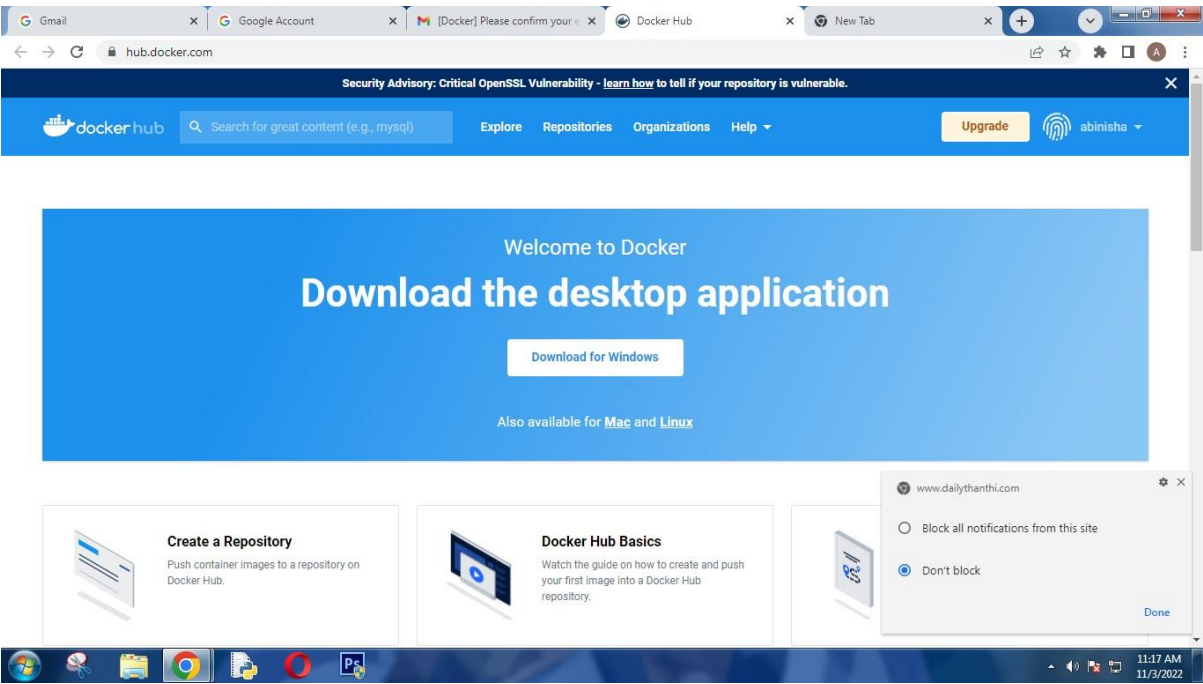 Gmail
Google Account
[Docker] Please confirm your e
Docker Hub
New Tab
hub.docker.com
A
Security Advisory: Critical OpenSSL Vulnerability - learn how to tell if your repository is vulnerable.
docker hub
Search for great content (e.g., mysql)
Explore
Repositories
Organizations
Help
Upgrade
abinisha
Welcome to Docker
Download the desktop application
Download for Windows
Also available for Mac and Linux
Create a Repository
Push container images to a repository on
Docker Hub.
Docker Hub Basics
Watch the guide on how to create and push
your first image into a Docker Hub
repository.
www.dailythanthi.com
Block all notifications from this site
Don't block
Done
Ps
11:17 AM
11/3/2022